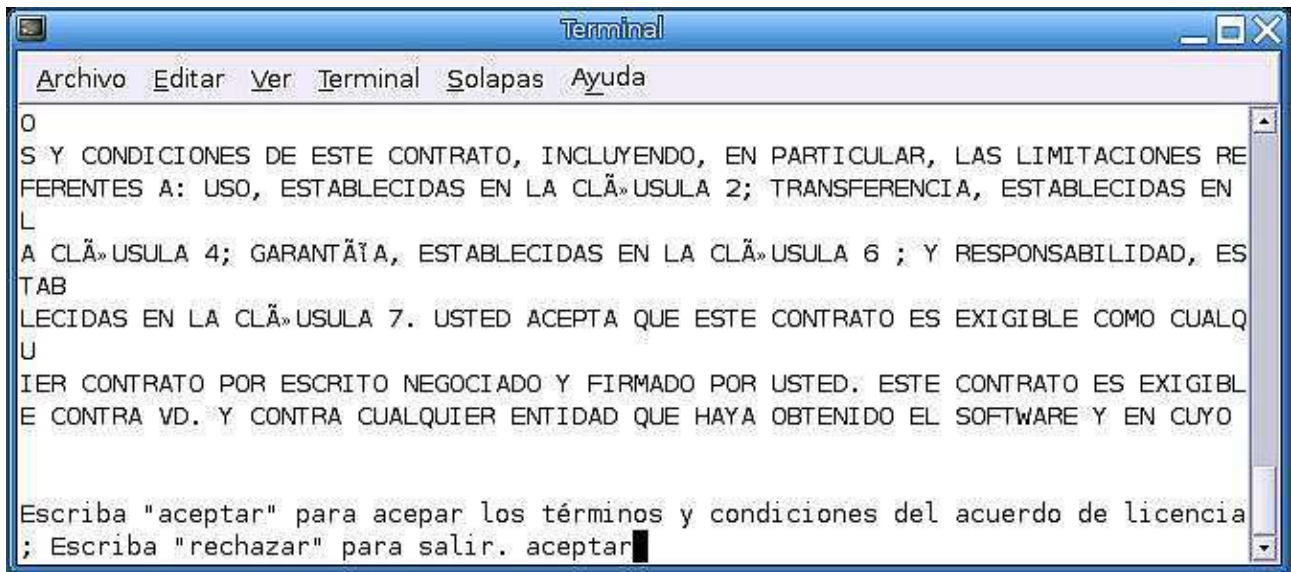 Terminal
Archivo Editar Ver Terminal Solapas Ayuda
O
S Y CONDICIONES DE ESTE CONTRATO, INCLUYENDO, EN PARTICULAR, LAS LIMITACIONES RE
FERENTES A: USO, ESTABLECIDAS EN LA CLÃ»USULA 2; TRANSFERENCIA, ESTABLECIDAS EN
L
A CLÃ»USULA 4; GARANTÃĭA, ESTABLECIDAS EN LA CLÃ»USULA 6 ; Y RESPONSABILIDAD, ES
TAB
LECIDAS EN LA CLÃ»USULA 7. USTED ACEPTA QUE ESTE CONTRATO ES EXIGIBLE COMO CUALQ
U
IER CONTRATO POR ESCRITO NEGOCIADO Y FIRMADO POR USTED. ESTE CONTRATO ES EXIGIBL
E CONTRA VD. Y CONTRA CUALQUIER ENTIDAD QUE HAYA OBTENIDO EL SOFTWARE Y EN CUYO
Escriba "aceptar" para acepar los términos y condiciones del acuerdo de licencia
; Escriba "rechazar" para salir. aceptar